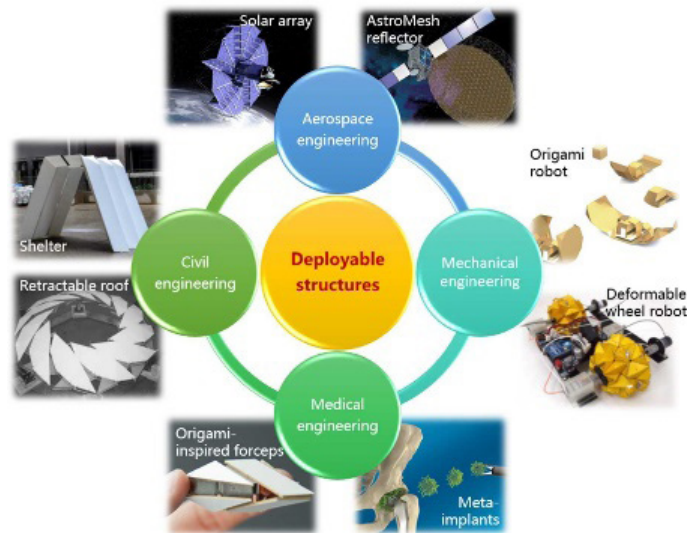 Solar array
AstroMesh
reflector
Aerospace
engineering
Origami
robot
Shelter
Civil
engineering
Deployable
structures
Mechanical
engineering
Retractable roof
Deformable
wheel robot
Medical
engineering
Origami-
inspired forceps
Meta-
implants